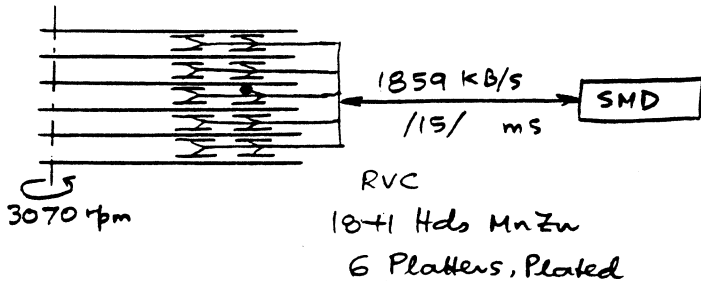 1859 KB/s
SMD
/15/ ms
RVC
3070 rpm
18+1 Hds MnZn
6 Platters, Plated